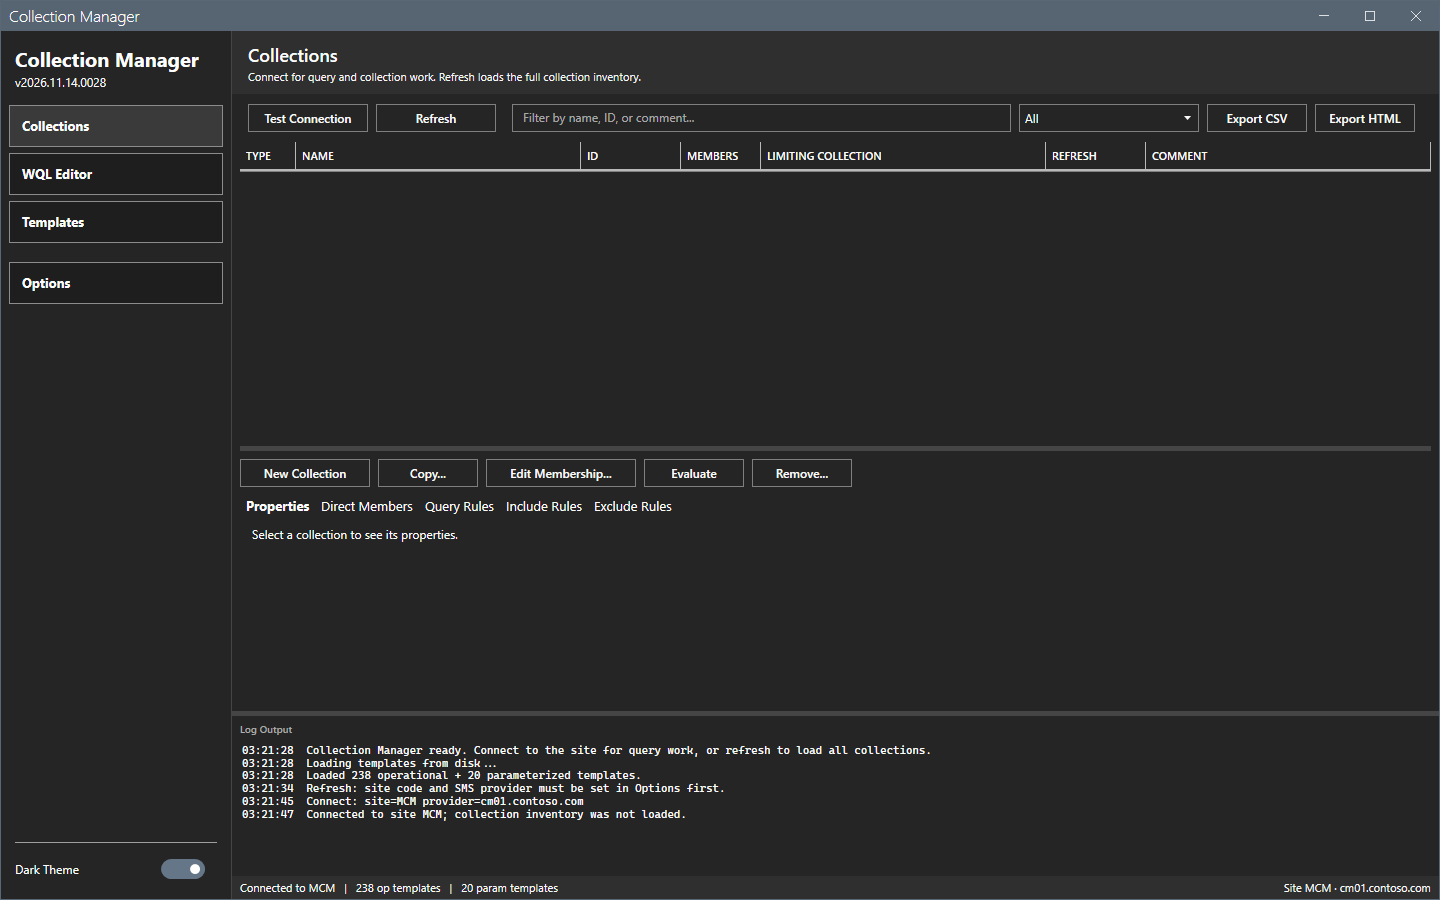 Collection Manager
Collection Manager
v2026.11.14.0028
Collections
WQL Editor
Templates
Options
Dark Theme
Collections
Connect for query and collection work. Refresh loads the full collection inventory.
Test Connection Refresh Filter by name, ID, or comment... All Export CSV Export HTML
TYPE NAME ID MEMBERS LIMITING COLLECTION REFRESH COMMENT
New Collection Copy... Edit Membership... Evaluate Remove...
Properties Direct Members Query Rules Include Rules Exclude Rules
Select a collection to see its properties.
Log Output
03:21:28 Collection Manager ready. Connect to the site for query work, or refresh to load all collections.
03:21:28 Loading templates from disk...
03:21:28 Loaded 238 operational + 20 parameterized templates.
03:21:34 Refresh: site code and SMS provider must be set in Options first.
03:21:45 Connect: site=MCM provider=cm01.contoso.com
03:21:47 Connected to site MCM; collection inventory was not loaded.
Connected to MCM | 238 op templates | 20 param templates Site MCM · cm01.contoso.com